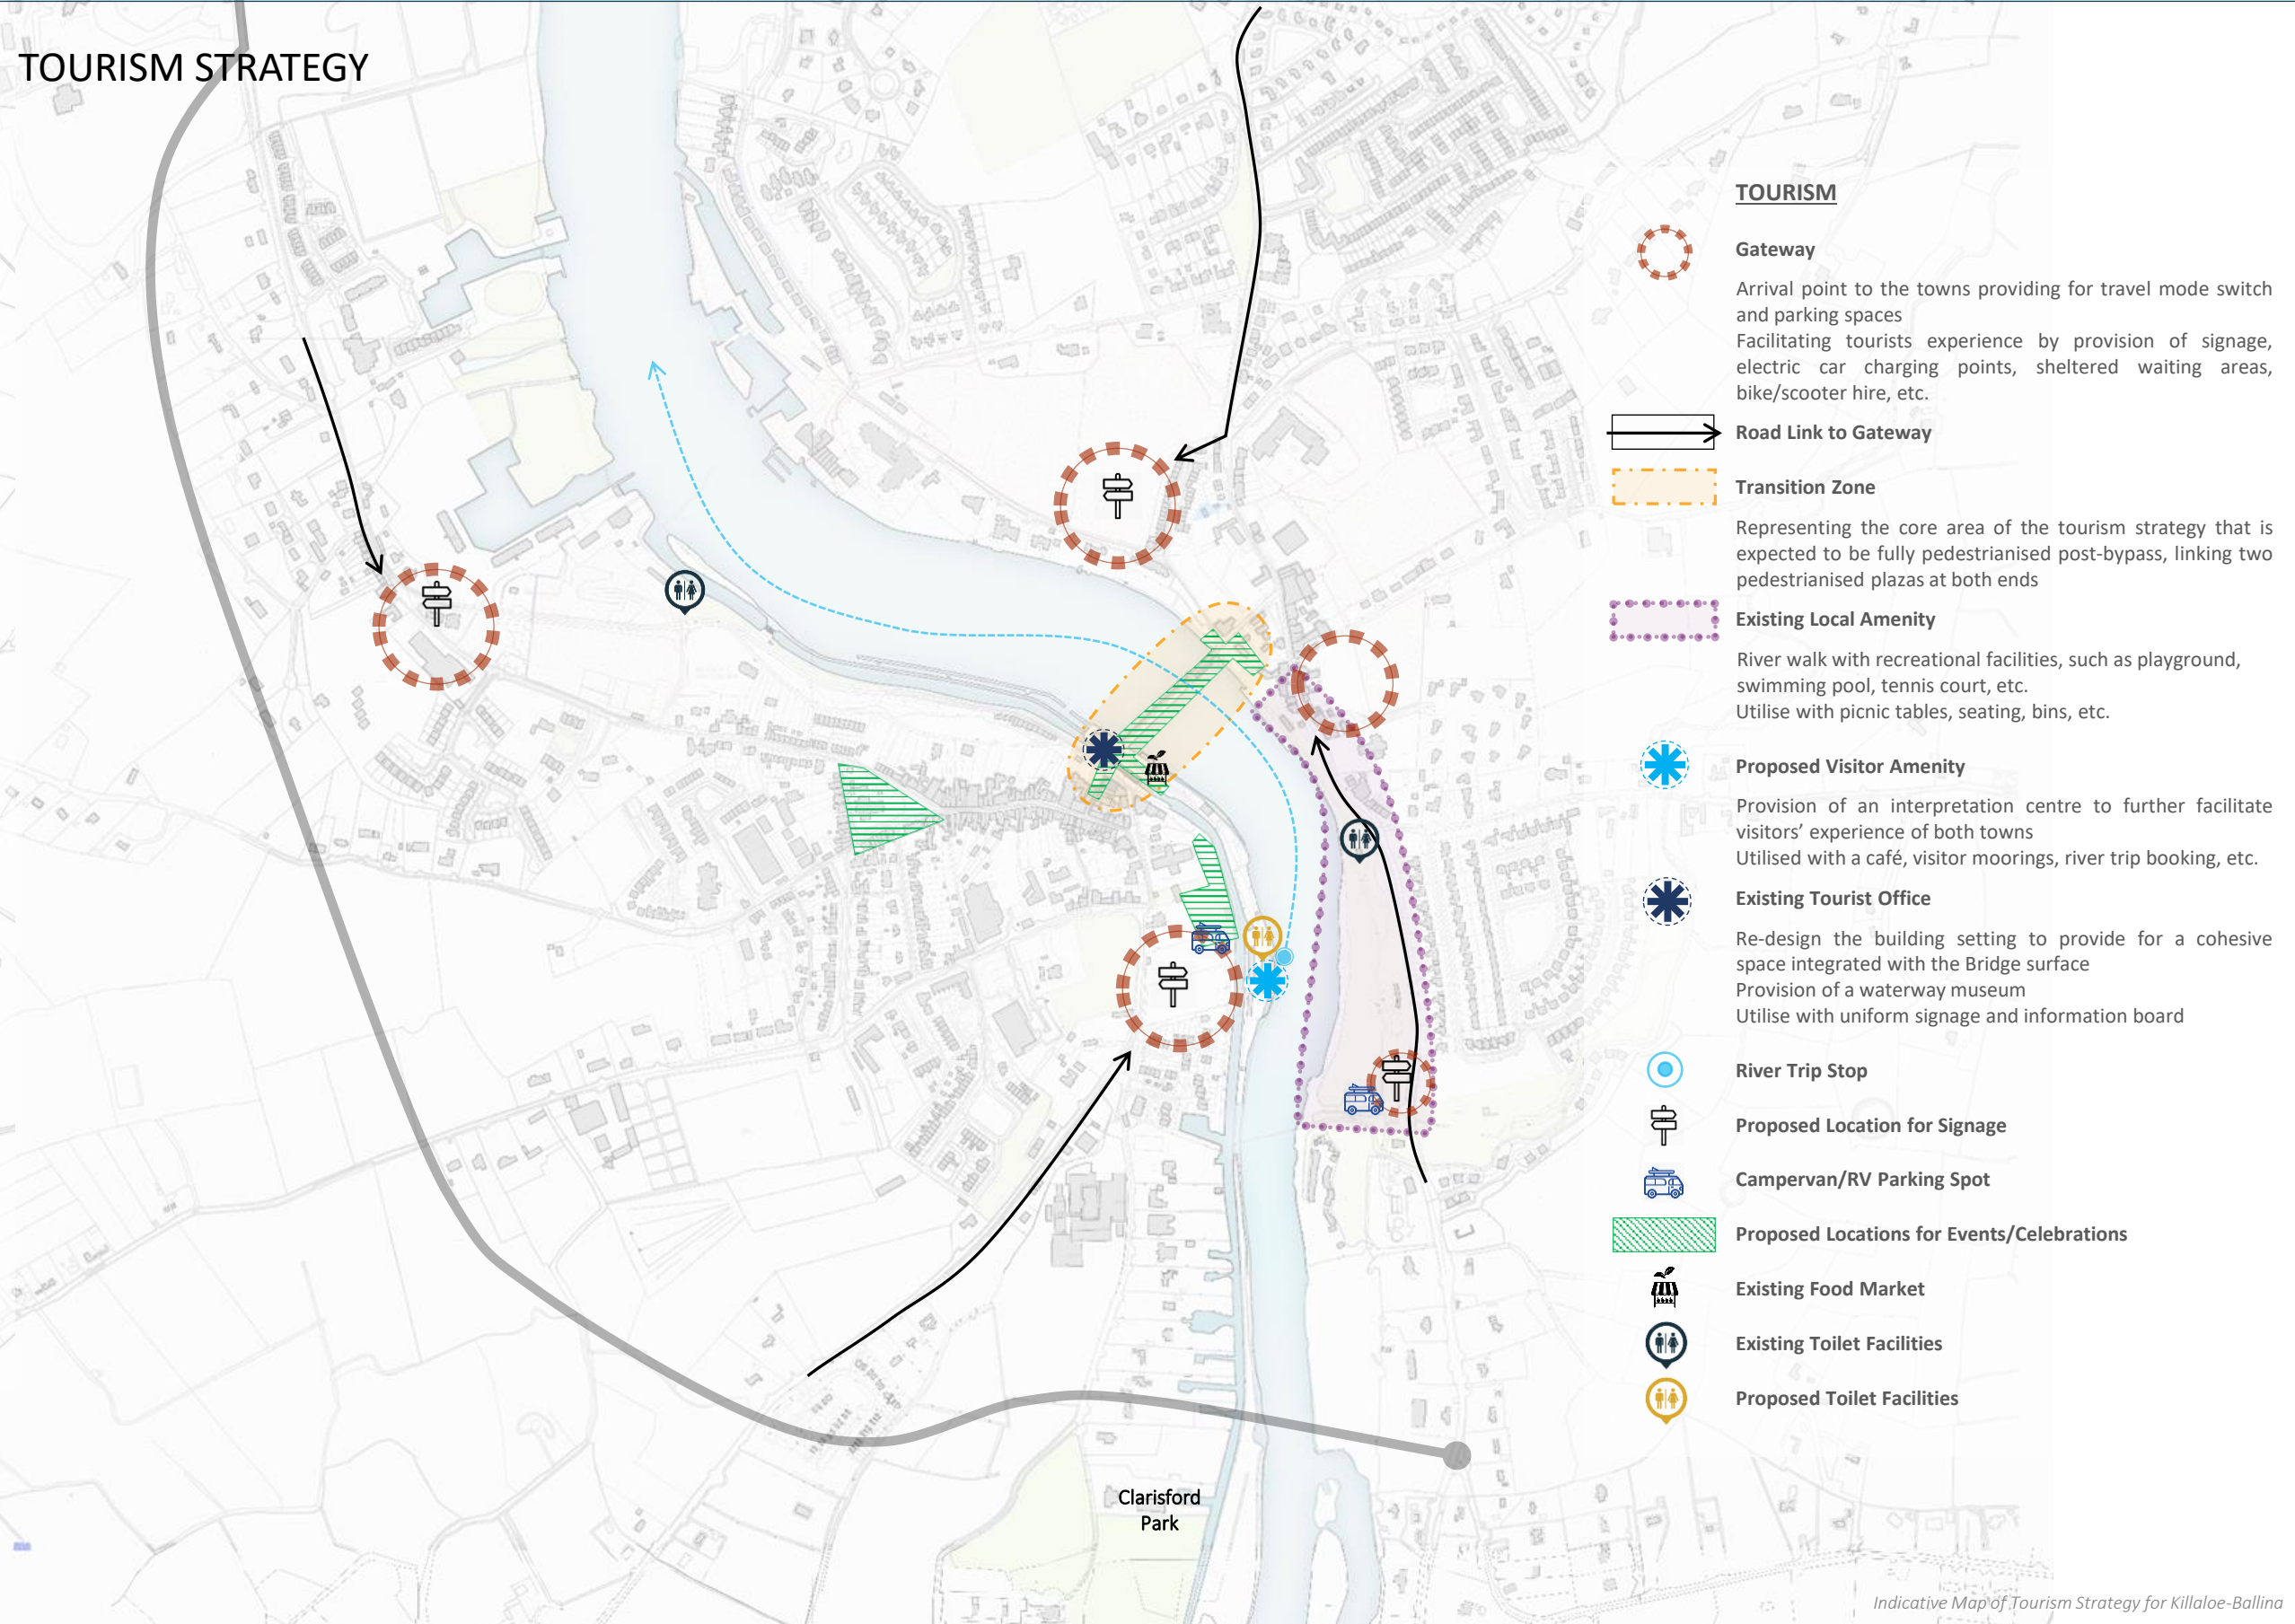 TOURISM STRATEGY
TOURISM
Gateway
Arrival point to the towns providing for travel mode switch
and parking spaces
Facilitating tourists experience by provision of signage,
electric car charging points, sheltered waiting areas,
bike/scooter hire, etc.
Road Link to Gateway
Transition Zone
Representing the core area of the tourism strategy that is
expected to be fully pedestrianised post-bypass, linking two
pedestrianised plazas at both ends
Existing Local Amenity
River walk with recreational facilities, such as playground,
swimming pool, tennis court, etc.
Utilise with picnic tables, seating, bins, etc.
Proposed Visitor Amenity
Provision of an interpretation centre to further facilitate
visitors’ experience of both towns
Utilised with a café, visitor moorings, river trip booking, etc.
Existing Tourist Office
Re-design the building setting to provide for a cohesive
space integrated with the Bridge surface
Provision of a waterway museum
Utilise with uniform signage and information board
River Trip Stop
Proposed Location for Signage
Campervan/RV Parking Spot
Proposed Locations for Events/Celebrations
Existing Food Market
Existing Toilet Facilities
Proposed Toilet Facilities
Clarisford
Park
Indicative Map of Tourism Strategy for Killaloe-Ballina